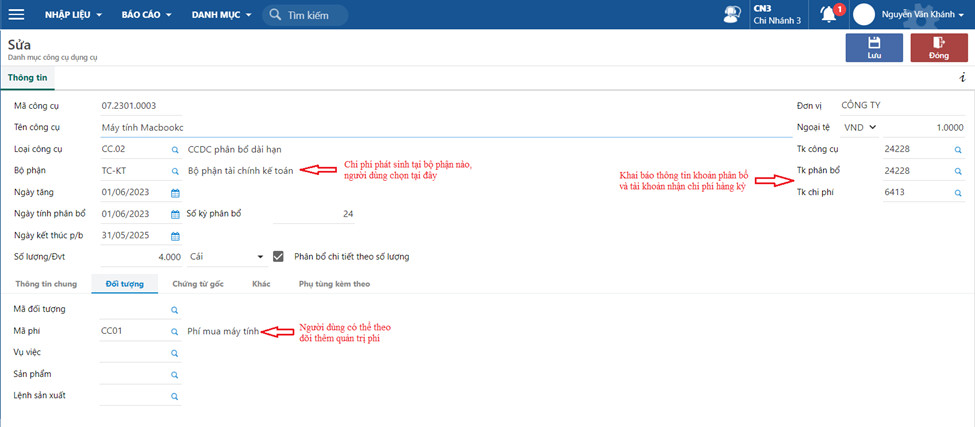 NHẬP LIỆU BÁO CÁO DANH MỤC Tìm kiếm CN3 1 Nguyễn Văn Khánh
Chi Nhánh 3
Sửa
Danh mục công cụ dụng cụ
Lưu Đóng
Thông tin i
Mã công cụ 07.2301.0003 Đơn vị CÔNG TY
Tên công cụ Máy tính Macbookc Ngoại tệ VND 1.0000
Loại công cụ CC.02 CCDC phân bổ dài hạn Tk công cụ 24228
Bộ phận TC-KT Bộ phận tài chính kế toán Tk phân bổ 24228
Chi phí phát sinh tại bộ phận nào,
người dùng chọn tại đây
Khai báo thông tin khoản phân bổ
và tài khoản nhận chi phí hàng kỳ
Ngày tăng 01/06/2023 Tk chi phí 6413
Ngày tính phân bổ 01/06/2023 Số kỳ phân bổ 24
Ngày kết thúc p/b 31/05/2025
Số lượng/Đvt 4.000 Cái Phân bổ chi tiết theo số lượng
Thông tin chung Đối tượng Chứng từ gốc Khác Phụ tùng kèm theo
Mã đối tượng
Mã phí CC01 Phí mua máy tính
Người dùng có thể theo
dõi thêm quản trị phí
Vụ việc
Sản phẩm
Lệnh sản xuất